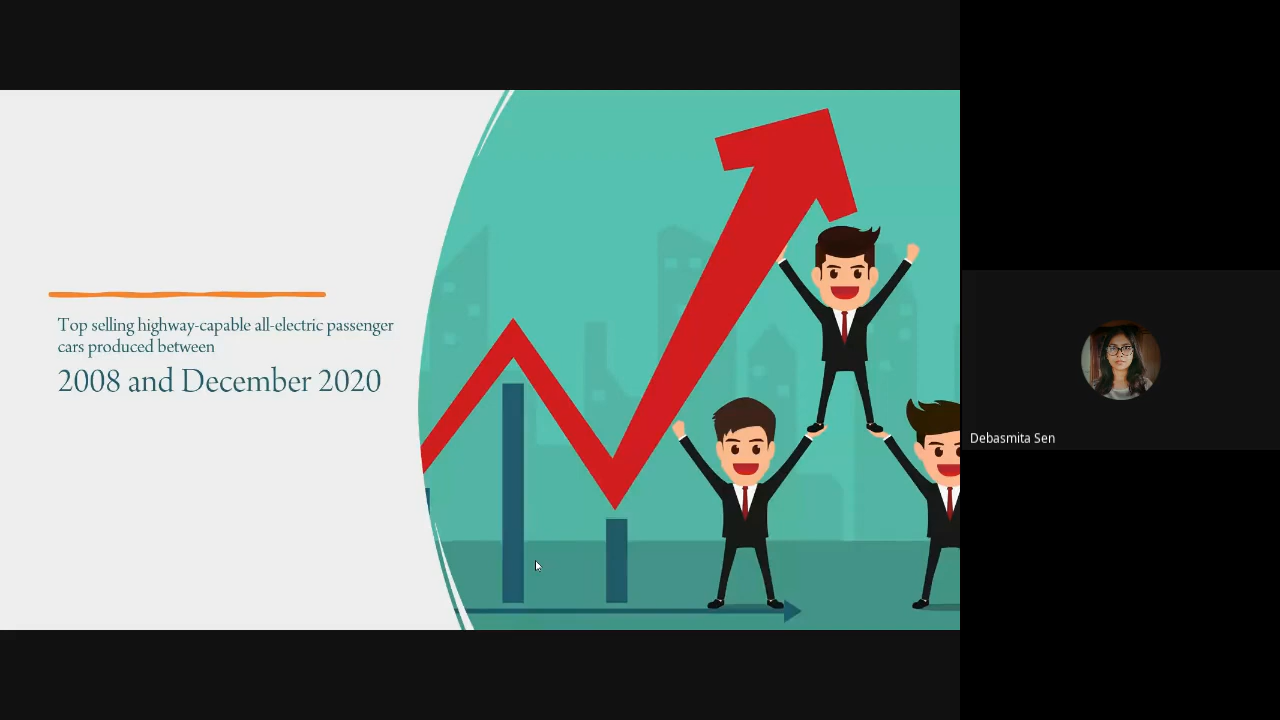 Top selling highway-capable all-electric passenger
cars produced between
2008 and December 2020
Debasmita Sen